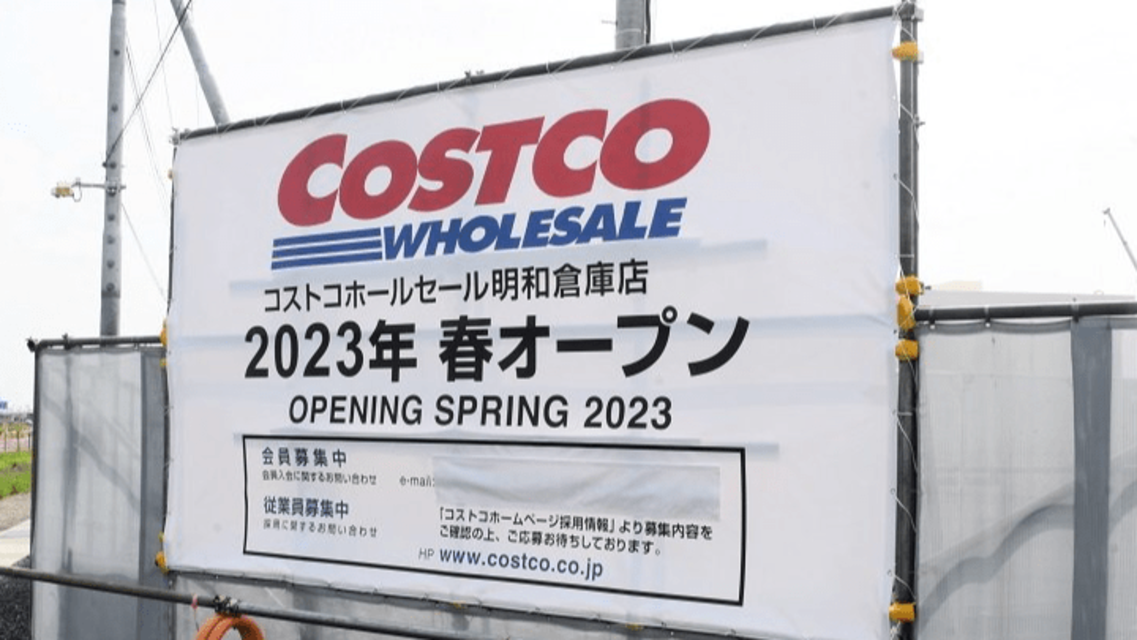 COSTCO
WHOLESALE
コストコホールセール明和倉庫店
2023年 春オープン
OPENING SPRING 2023
会員募集中
会員入会に関するお問い合わせ e-mail:
従業員募集中
採用に関するお問い合わせ
「コストコホームページ採用情報」より募集内容を
ご確認の上、ご応募お待ちしております。
HP www.costco.co.jp